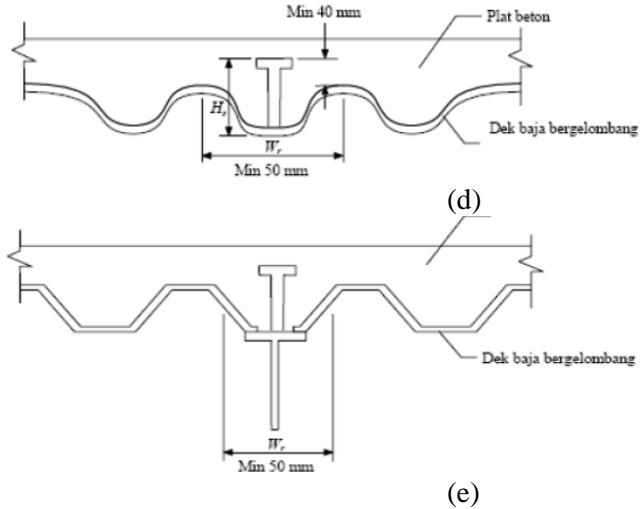 Min 40 mm
Plat beton
Hs
Dek baja bergelombang
Wr
Min 50 mm
(d)
Dek baja bergelombang
Wr
Min 50 mm
(e)